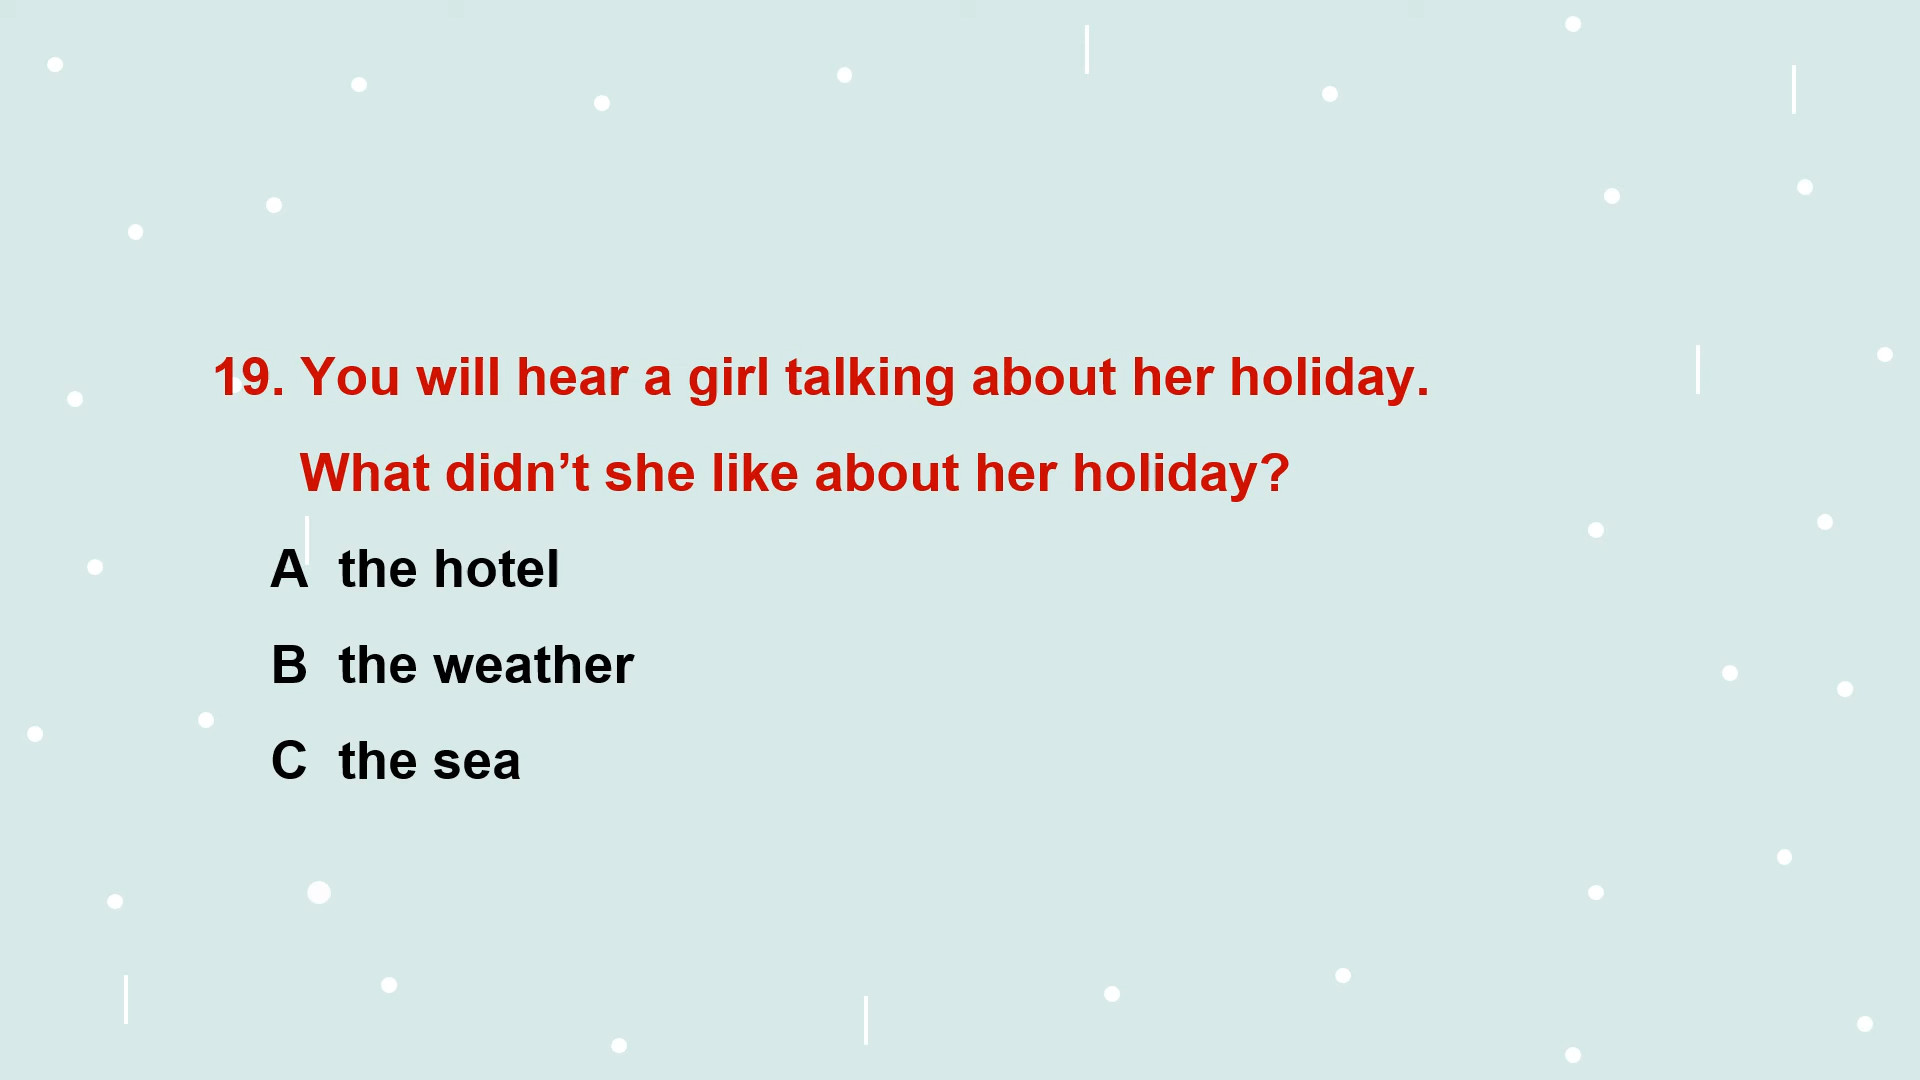 19. You will hear a girl talking about her holiday.
What didn’t she like about her holiday?
A the hotel
B the weather
C the sea